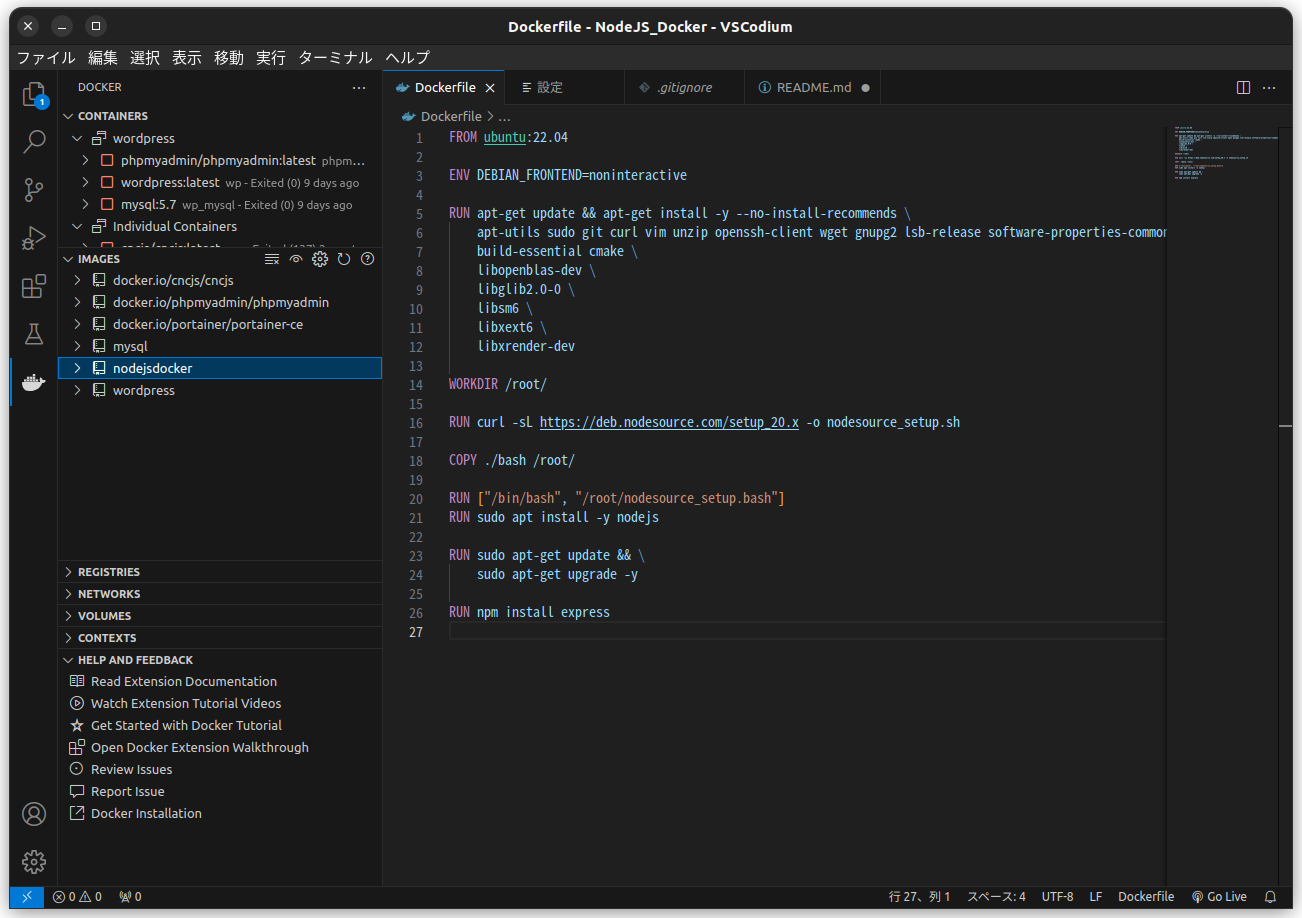 Dockerfile - NodeJS_Docker - VSCodium
ファイル 編集 選択 表示 移動 実行 ターミナル ヘルプ
1
DOCKER
CONTAINERS
wordpress
phpmyadmin/phpmyadmin:latest phpm...
wordpress:latest wp - Exited (0) 9 days ago
mysql:5.7 wp_mysql - Exited (0) 9 days ago
Individual Containers
IMAGES
docker.io/cncjs/cncjs
docker.io/phpmyadmin/phpmyadmin
docker.io/portainer/portainer-ce
mysql
nodejsdocker
wordpress
REGISTRIES
NETWORKS
VOLUMES
CONTEXTS
HELP AND FEEDBACK
Read Extension Documentation
Watch Extension Tutorial Videos
Get Started with Docker Tutorial
Open Docker Extension Walkthrough
Review Issues
Report Issue
Docker Installation
Dockerfile 設定 .gitignore README.md
Dockerfile > ...
1 FROM ubuntu:22.04
2
3 ENV DEBIAN_FRONTEND=noninteractive
4
5 RUN apt-get update && apt-get install -y --no-install-recommends \
6 apt-utils sudo git curl vim unzip openssh-client wget gnupg2 lsb-release software-properties-common
7 build-essential cmake \
8 libopenblas-dev \
9 libglib2.0-0 \
10 libsm6 \
11 libxext6 \
12 libxrender-dev
13
14 WORKDIR /root/
15
16 RUN curl -sL https://deb.nodesource.com/setup_20.x -o nodesource_setup.sh
17
18 COPY ./bash /root/
19
20 RUN ["/bin/bash", "/root/nodesource_setup.bash"]
21 RUN sudo apt install -y nodejs
22
23 RUN sudo apt-get update && \
24 sudo apt-get upgrade -y
25
26 RUN npm install express
27
0 0 0 行 27、列 1 スペース: 4 UTF-8 LF Dockerfile Go Live